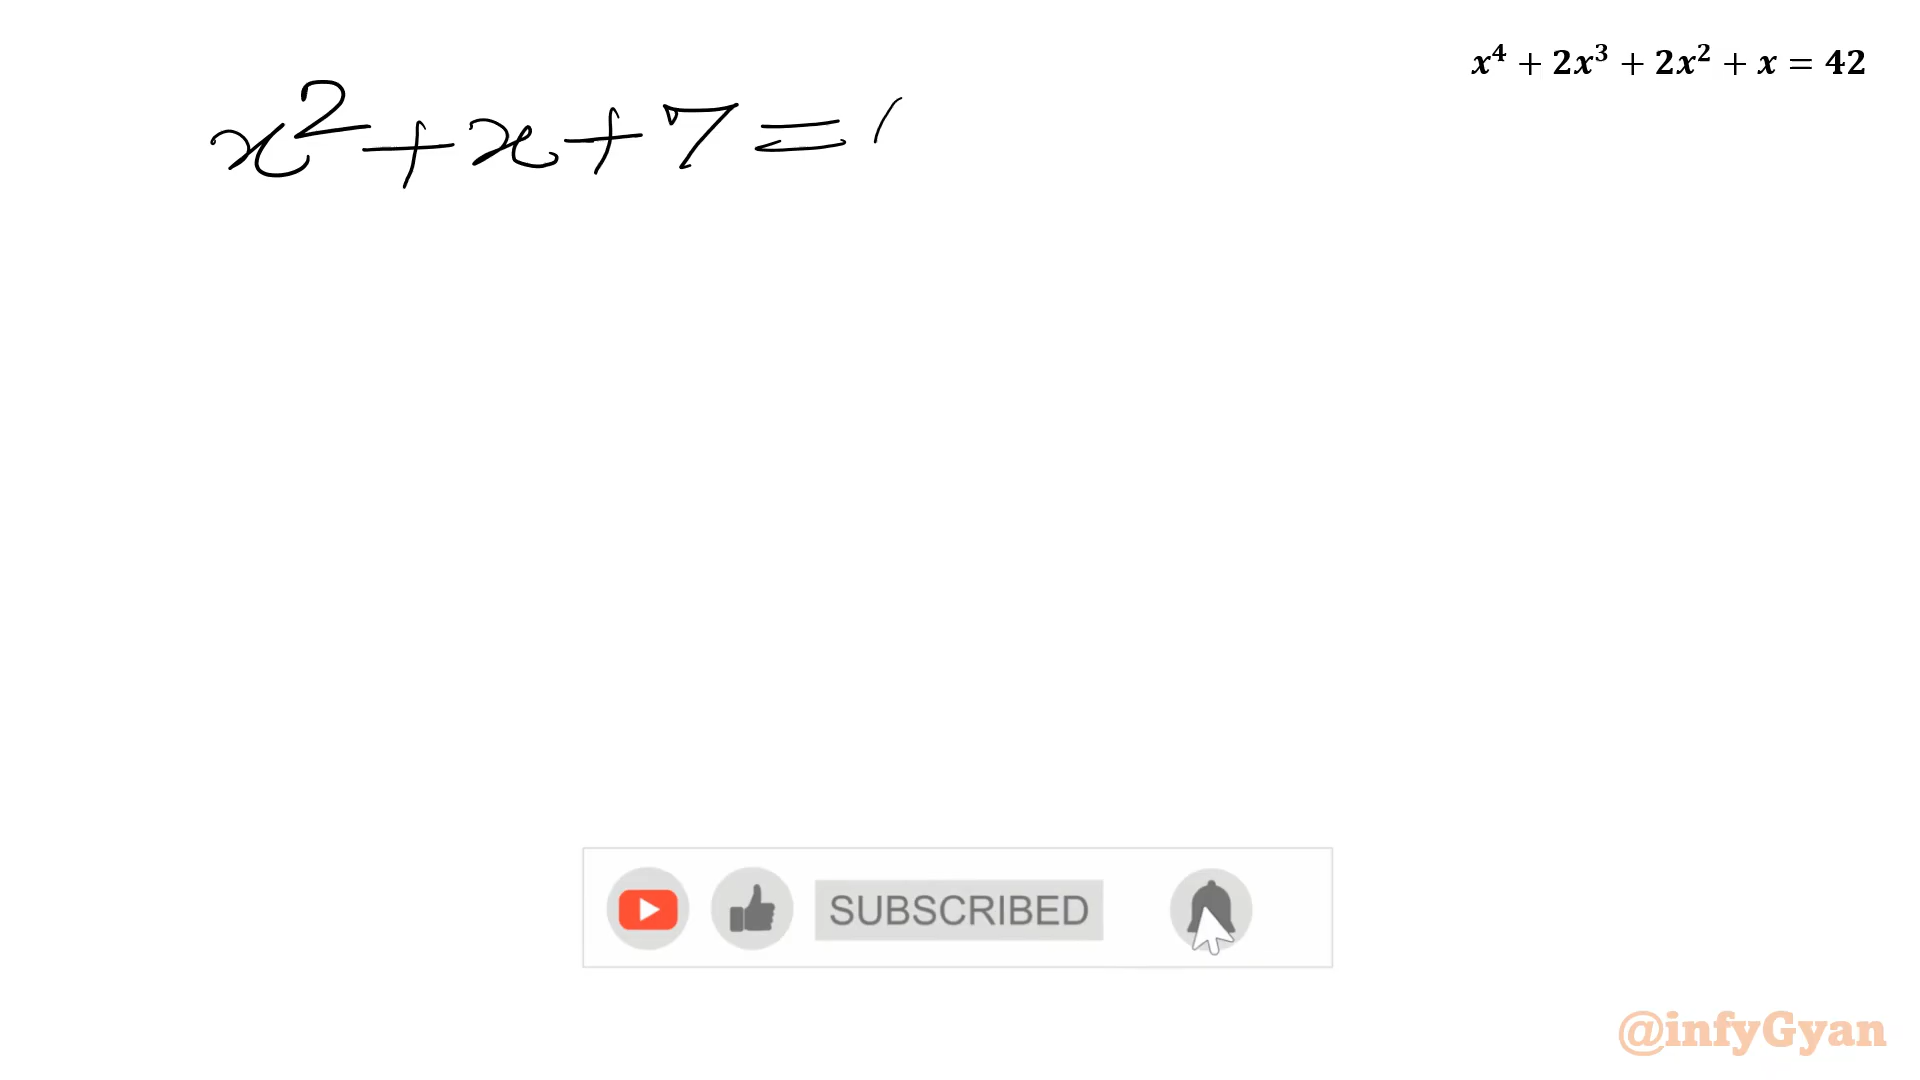 x⁴ + 2x³ + 2x² + x = 42
x² + x + 7 =
SUBSCRIBED
@infyGyan